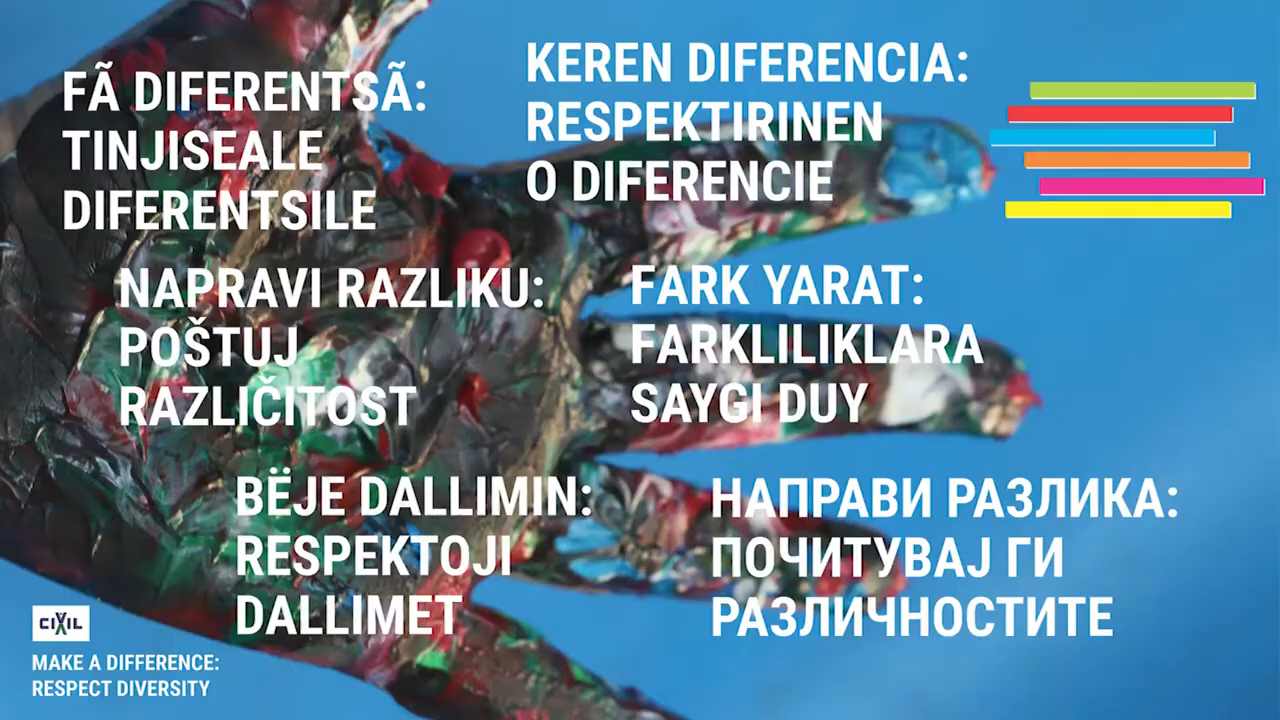 FÃ DIFERENTSÃ:
TINJISEALE
DIFERENTSILE
KEREN DIFERENCIA:
RESPEKTIRINEN
O DIFERENCIE
NAPRAVI RAZLIKU:
POŠTUJ
RAZLIČITOST
FARK YARAT:
FARKLILIKLARA
SAYGI DUY
BËJE DALLIMIN:
RESPEKTOJI
DALLIMET
НАПРАВИ РАЗЛИКА:
ПОЧИТУВАЈ ГИ
РАЗЛИЧНОСТИТЕ
CIVIL
MAKE A DIFFERENCE:
RESPECT DIVERSITY